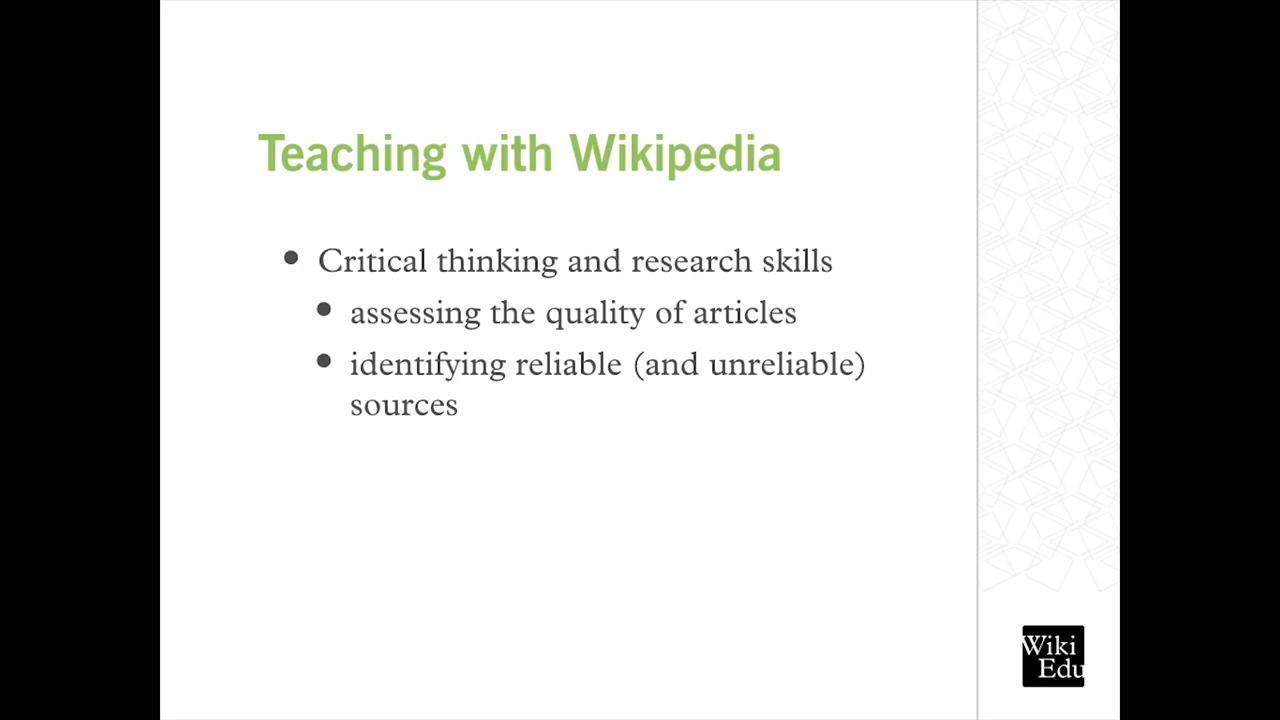 Teaching with Wikipedia
• Critical thinking and research skills
• assessing the quality of articles
• identifying reliable (and unreliable)
sources
Wiki
Edu